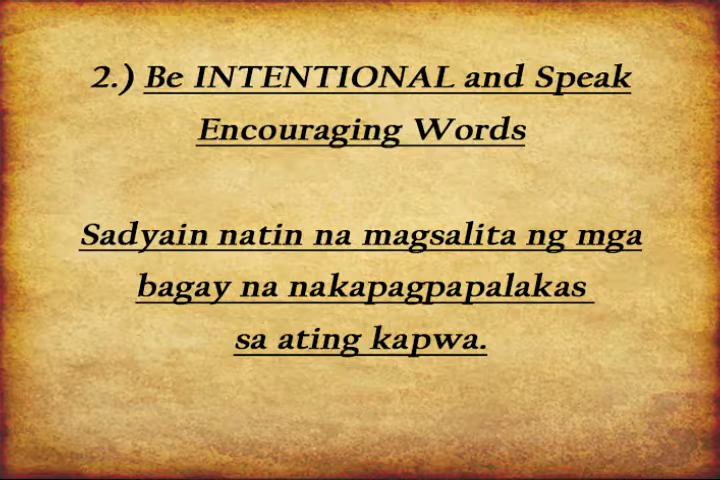 2.) Be INTENTIONAL and Speak
Encouraging Words
Sadyain natin na magsalita ng mga
bagay na nakapagpapalakas
sa ating kapwa.